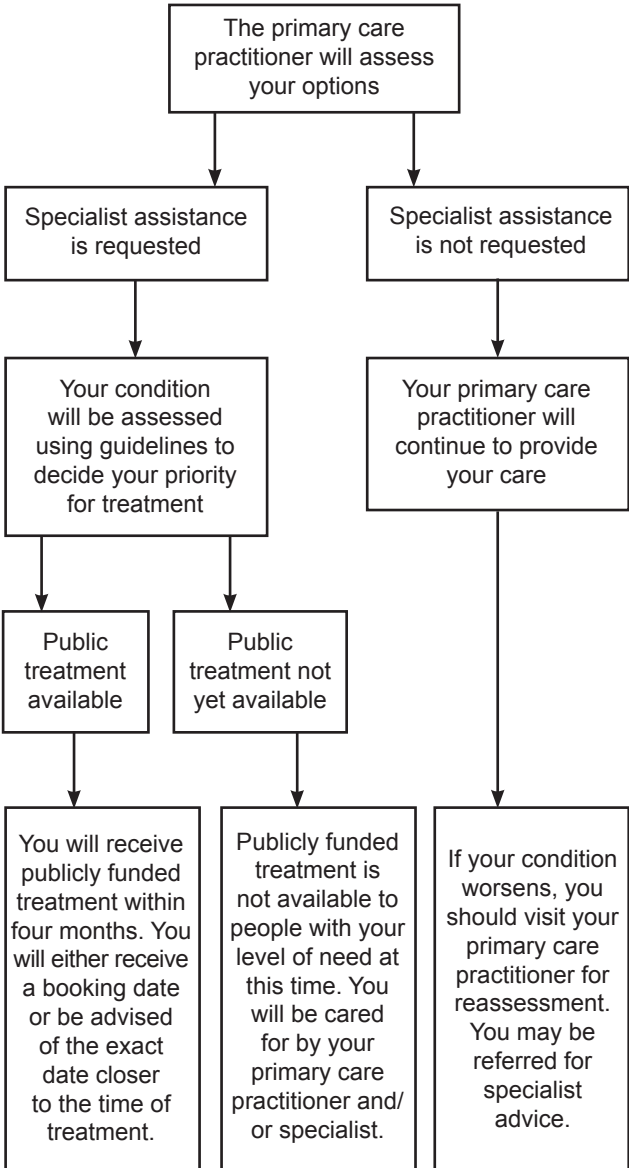 The primary care
practitioner will assess
your options
Specialist assistance
is requested
Specialist assistance
is not requested
Your condition
will be assessed
using guidelines to
decide your priority
for treatment
Your primary care
practitioner will
continue to provide
your care
Public
treatment
available
Public
treatment not
yet available
You will receive
publicly funded
treatment within
four months. You
will either receive
a booking date
or be advised
of the exact
date closer
to the time of
treatment.
Publicly funded
treatment is
not available to
people with your
level of need at
this time. You
will be cared
for by your
primary care
practitioner and/
or specialist.
If your condition
worsens, you
should visit your
primary care
practitioner for
reassessment.
You may be
referred for
specialist
advice.